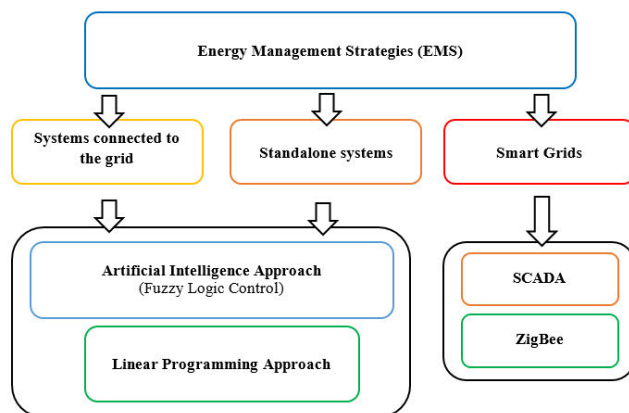 Energy Management Strategies (EMS)
Systems connected to
the grid
Standalone systems
Smart Grids
Artificial Intelligence Approach
(Fuzzy Logic Control)
Linear Programming Approach
SCADA
ZigBee